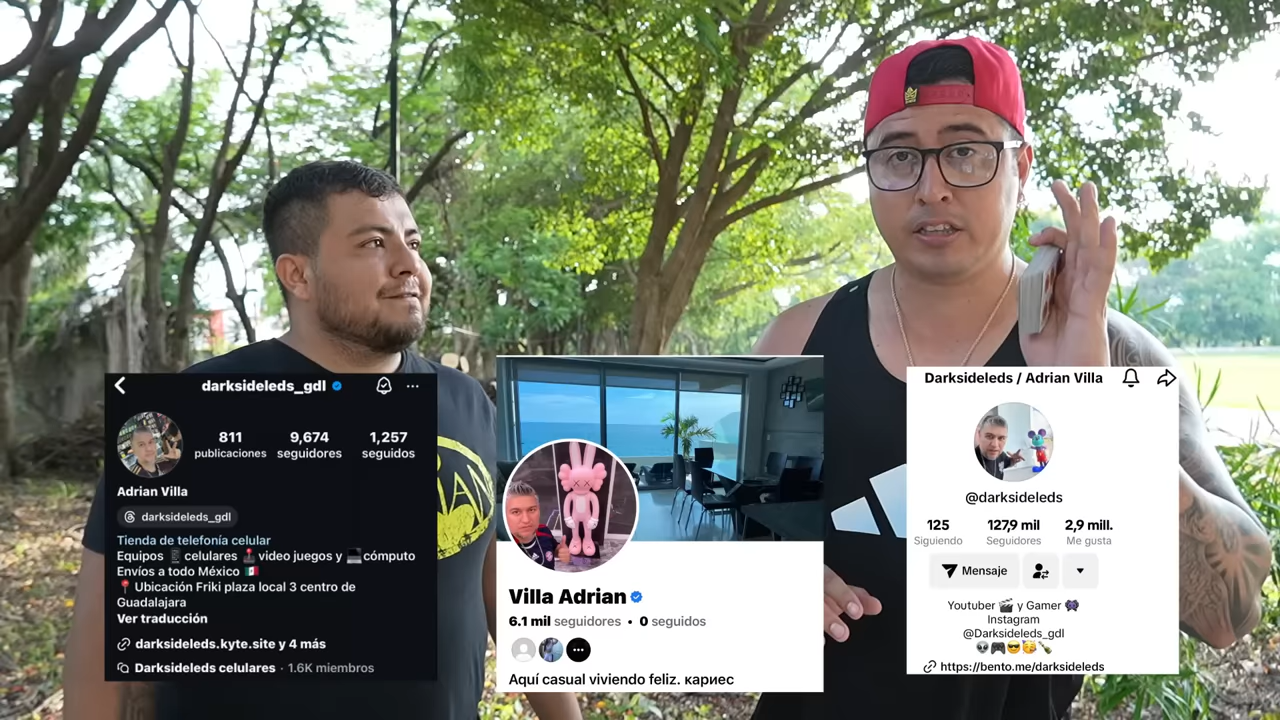 darksideleds_gdl
811
publicaciones
9,674
seguidores
1,257
seguidos
Adrian Villa
darksideleds_gdl
Tienda de telefonía celular
Equipos 📱celulares 🕹️video juegos y 💻cómputo
Envíos a todo México 🇲🇽
📍 Ubicación Friki plaza local 3 centro de
Guadalajara
Ver traducción
darksideleds.kyte.site y 4 más
Darksideleds celulares · 1.6K miembros
Villa Adrian
6.1 mil seguidores • 0 seguidos
Aquí casual viviendo feliz. кариес
Darksideleds / Adrian Villa
@darksideleds
125
Siguiendo
127,9 mil
Seguidores
2,9 mill.
Me gusta
Mensaje
Youtuber 🎬 y Gamer 🎮
Instagram
@Darksideleds_gdl
👽🎮😎🥳🍾
https://bento.me/darksideleds